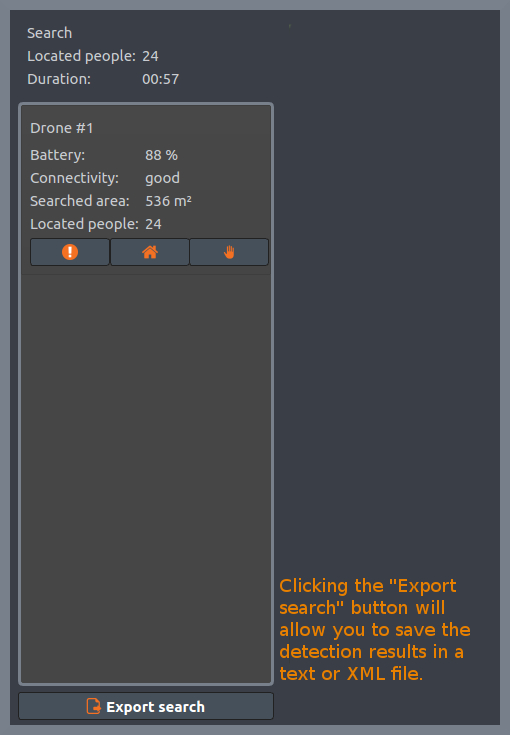 Search
Located people: 24
Duration: 00:57
Drone #1
Battery: 88 %
Connectivity: good
Searched area: 536 m²
Located people: 24
Clicking the "Export
search" button will
allow you to save the
detection results in a
text or XML file.
Export search